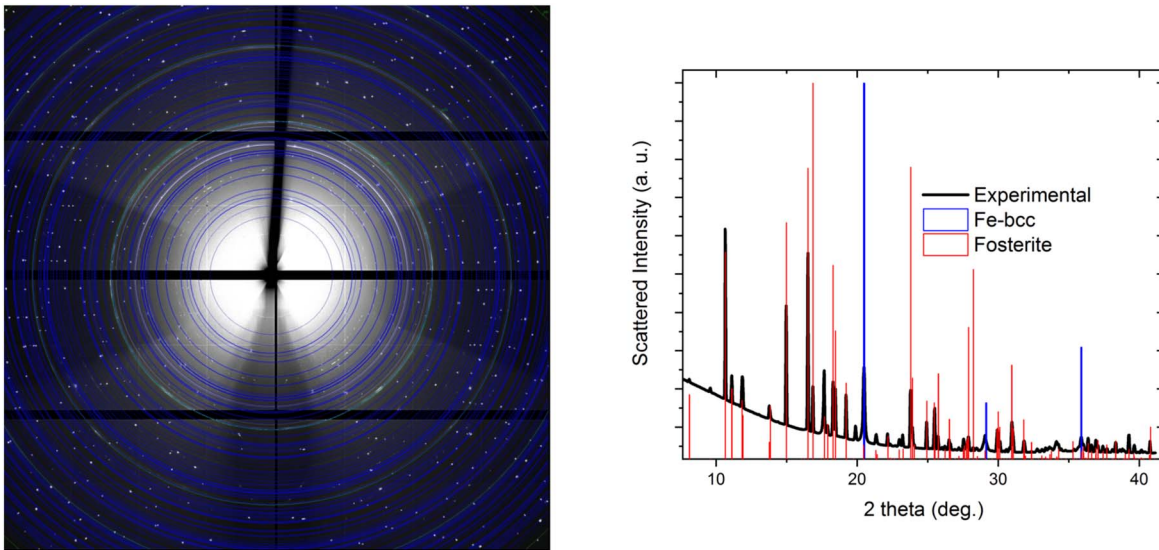 Scattered Intensity (a. u.)
Experimental
Fe-bcc
Fosterite
10
20
30
40
2 theta (deg.)